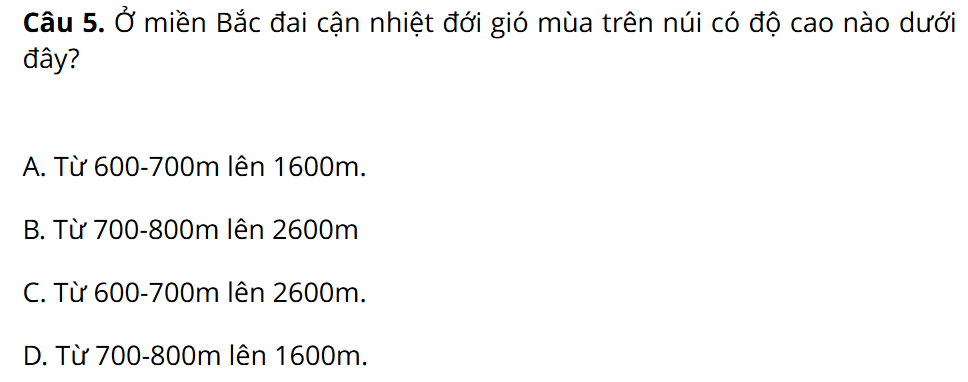 Câu 5. Ở miền Bắc đai cận nhiệt đới gió mùa trên núi có độ cao nào dưới
đây?
A. Từ 600-700m lên 1600m.
B. Từ 700-800m lên 2600m
C. Từ 600-700m lên 2600m.
D. Từ 700-800m lên 1600m.